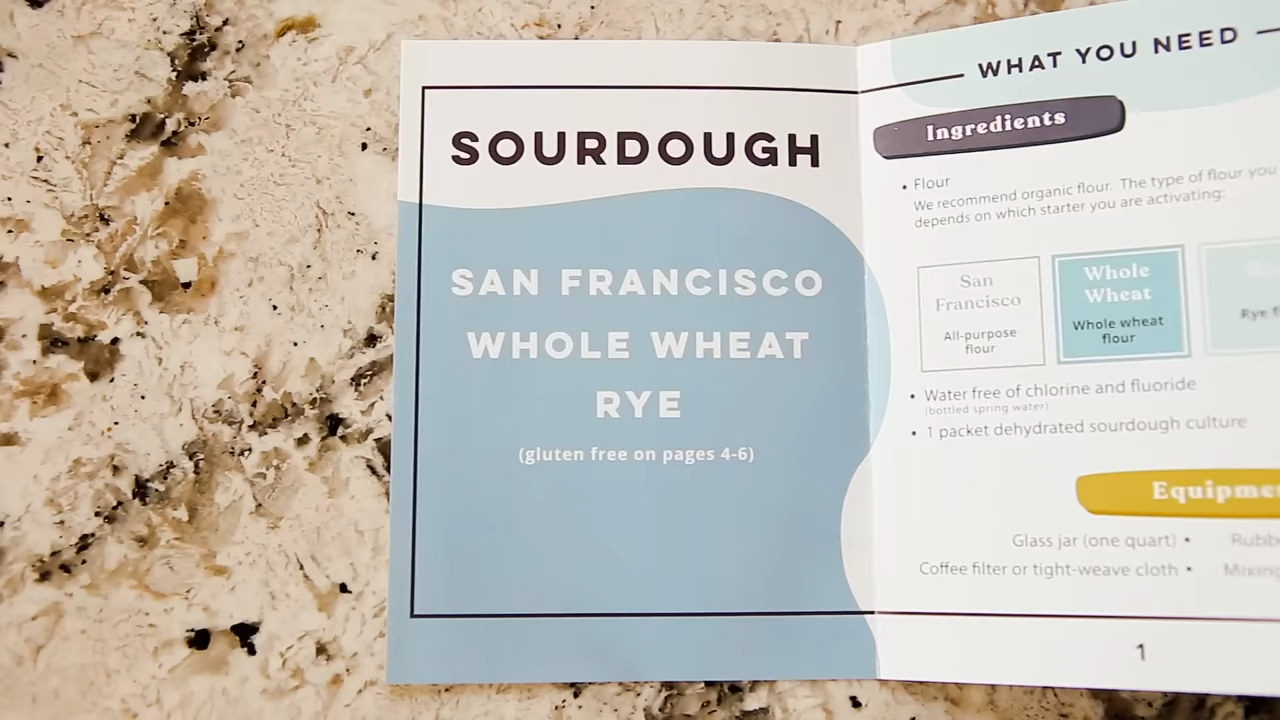 SOURDOUGH
SAN FRANCISCO
WHOLE WHEAT
RYE
(gluten free on pages 4-6)
WHAT YOU NEED
Ingredients
• Flour
We recommend organic flour. The type of flour you
depends on which starter you are activating:
San
Francisco
All-purpose
flour
Whole
Wheat
Whole wheat
flour
Rye
• Water free of chlorine and fluoride
(bottled spring water)
• 1 packet dehydrated sourdough culture
Glass jar (one quart) •
Coffee filter or tight-weave cloth •
1